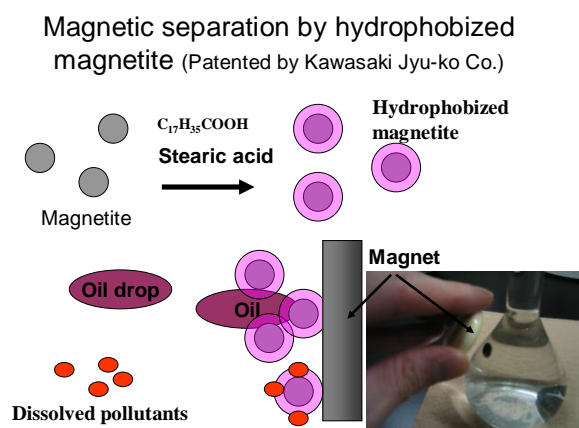 Magnetic separation by hydrophobized
magnetite (Patented by Kawasaki Jyu-ko Co.)
C₁₇H₃₅COOH
Stearic acid
Hydrophobized
magnetite
Magnetite
Magnet
Oil drop
Oil
Dissolved pollutants